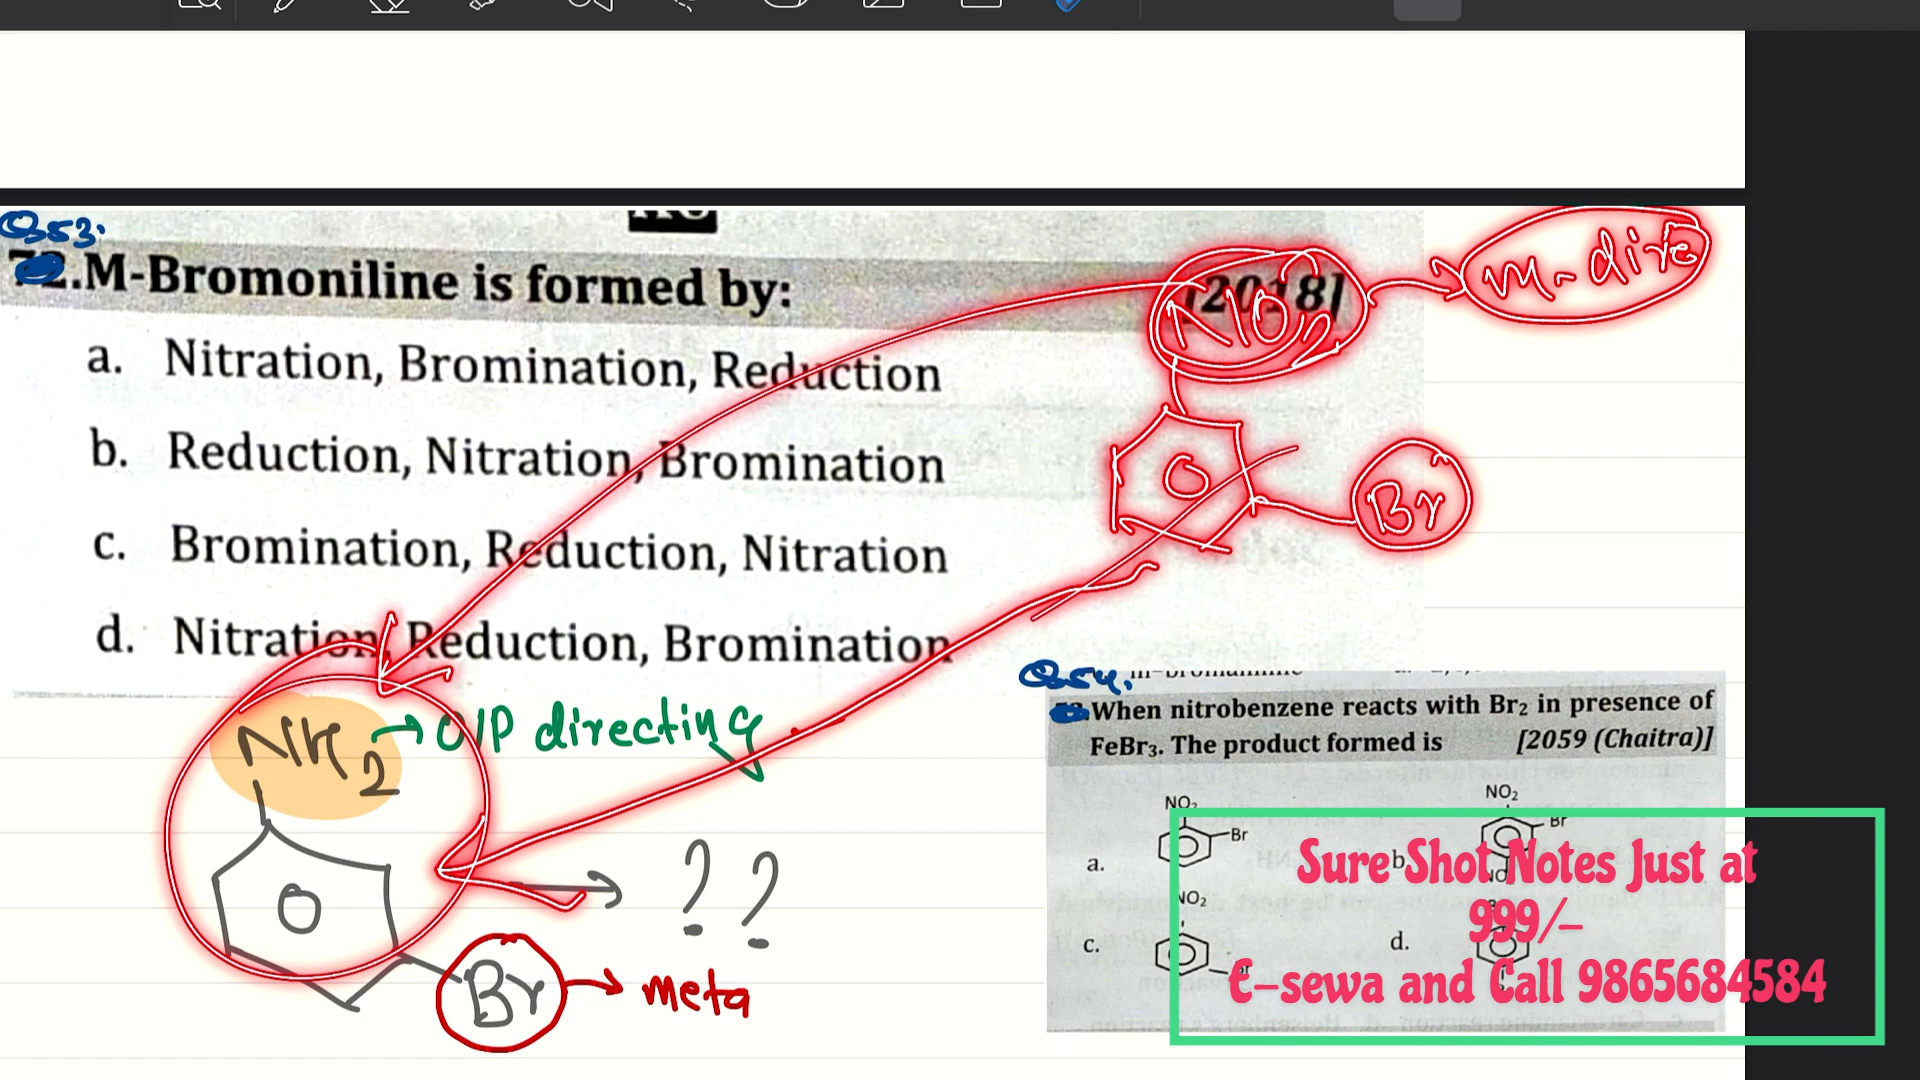 Q53.
.M-Bromoniline is formed by: [2018]
NO2
m-dire
a. Nitration, Bromination, Reduction
b. Reduction, Nitration, Bromination
Br
c. Bromination, Reduction, Nitration
d. Nitration, Reduction, Bromination
NH2 → O/P directing
??
Br → meta
Q54.
When nitrobenzene reacts with Br2 in presence of
FeBr3. The product formed is [2059 (Chaitra)]
NO2
NO2
a.
Br
b.
Br
NO2
c.
d.
Sure Shot Notes Just at
999/-
E-sewa and Call 9865684584